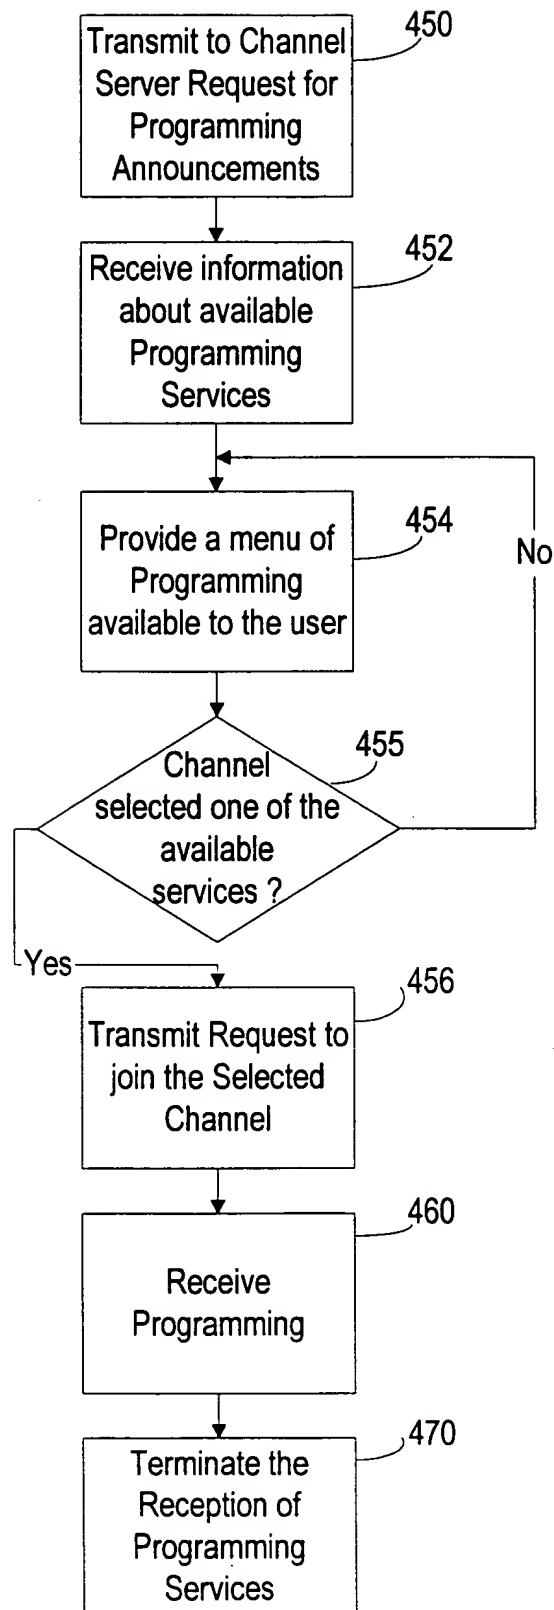 450
Transmit to Channel
Server Request for
Programming
Announcements
452
Receive information
about available
Programming
Services
454
Provide a menu of
Programming
available to the user
No
455
Channel
selected one of the
available
services ?
Yes
456
Transmit Request to
join the Selected
Channel
460
Receive
Programming
470
Terminate the
Reception of
Programming
Services